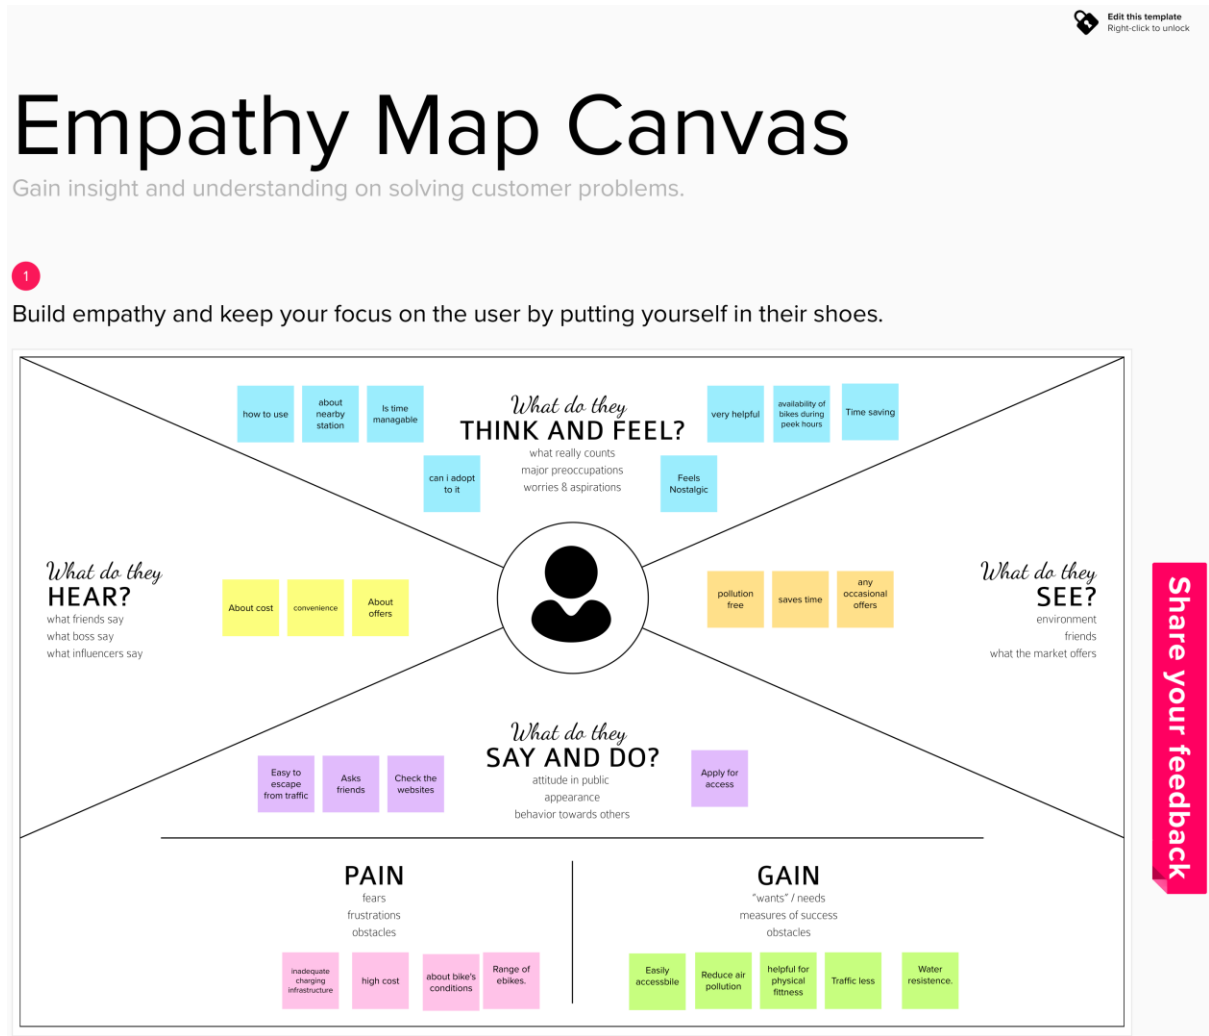 Edit this template
Right-click to unlock
Empathy Map Canvas
Gain insight and understanding on solving customer problems.
1
Build empathy and keep your focus on the user by putting yourself in their shoes.
how to use
about
nearby
station
Is time
managable
can i adopt
to it
What do they
THINK AND FEEL?
what really counts
major preoccupations
worries & aspirations
very helpful
availability of
bikes during
peek hours
Time saving
Feels
Nostalgic
What do they
HEAR?
what friends say
what boss say
what influencers say
About cost
convenience
About
offers
pollution
free
saves time
any
occasional
offers
What do they
SEE?
environment
friends
what the market offers
What do they
SAY AND DO?
attitude in public
appearance
behavior towards others
Easy to
escape
from traffic
Asks
friends
Check the
websites
Apply for
access
PAIN
fears
frustrations
obstacles
inadequate
charging
infrastructure
high cost
about bike's
conditions
Range of
ebikes.
GAIN
"wants" / needs
measures of success
obstacles
Easily
accessbile
Reduce air
pollution
helpful for
physical
fittness
Traffic less
Water
resistence.
Share your feedback